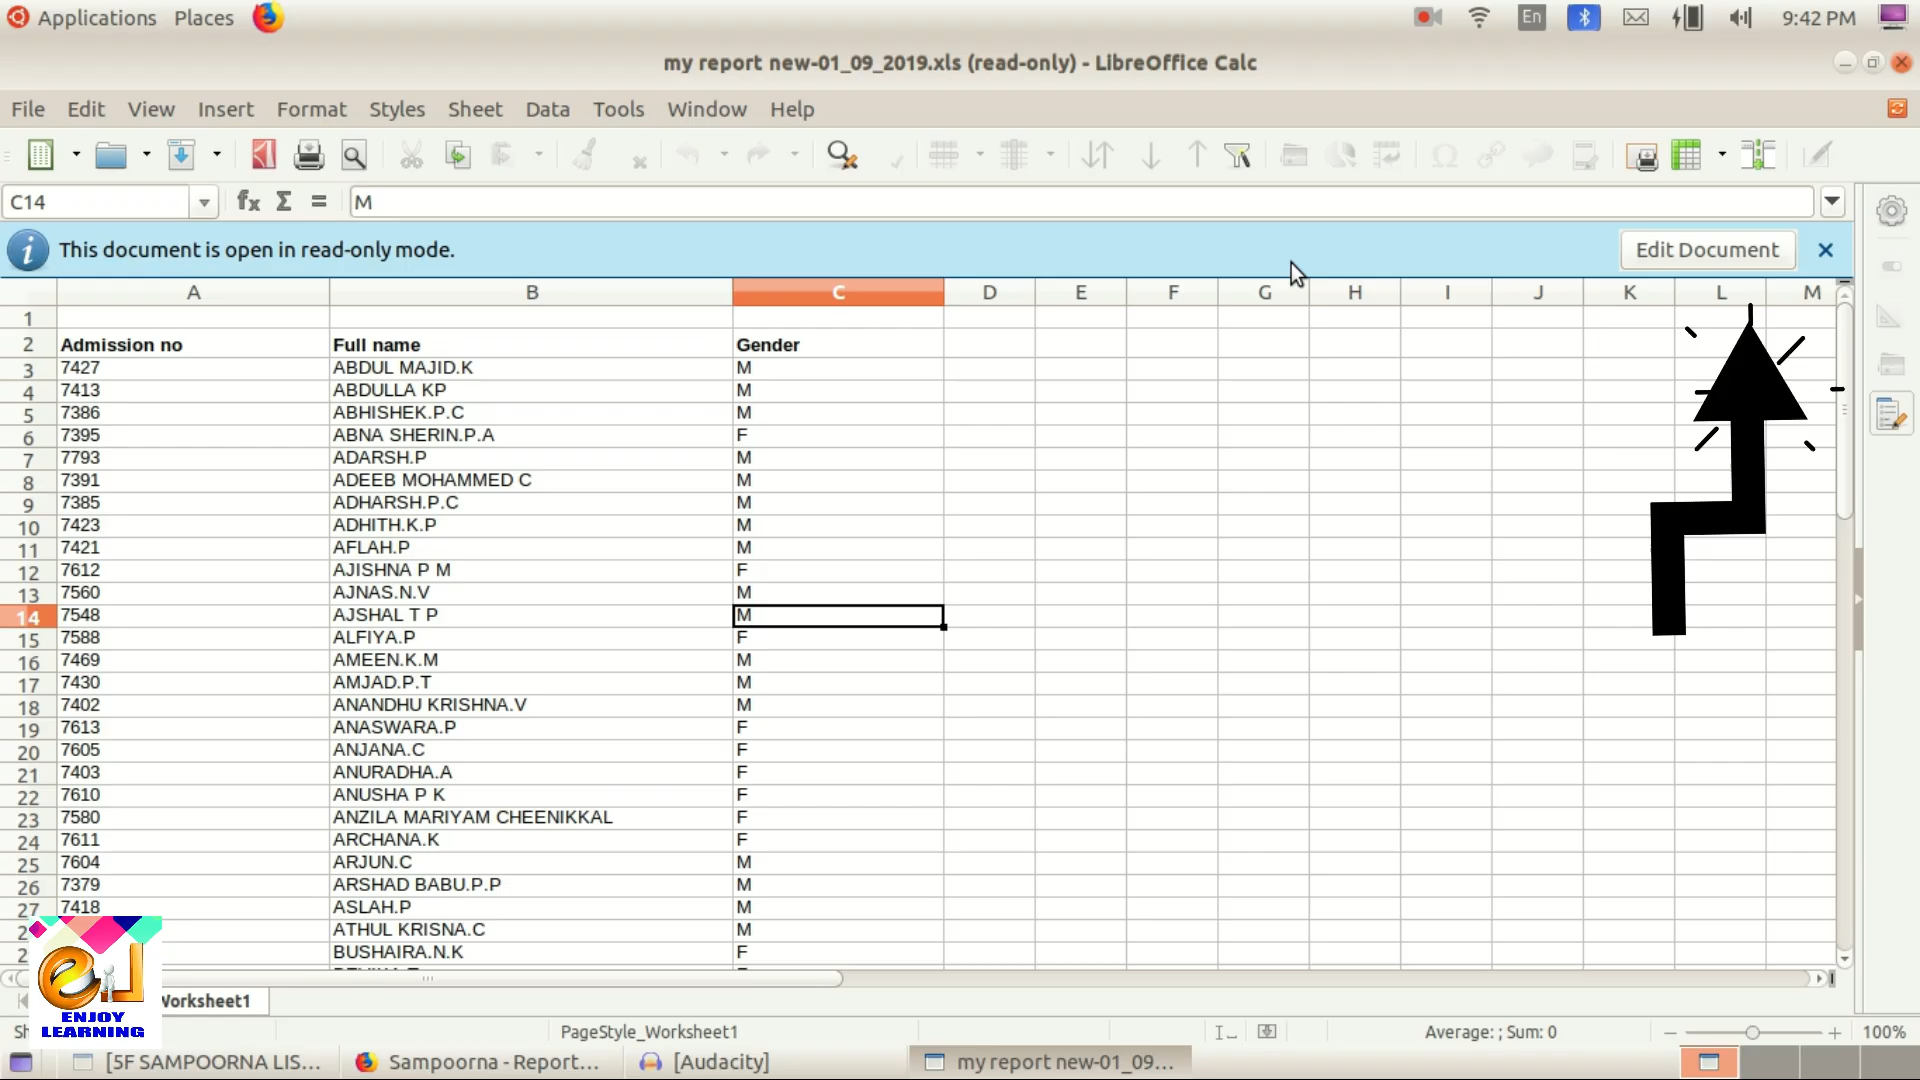 Applications Places En 9:42 PM
my report new-01_09_2019.xls (read-only) - LibreOffice Calc
File Edit View Insert Format Styles Sheet Data Tools Window Help
C14 fx Σ = M
This document is open in read-only mode. Edit Document
A B C D E F G H I J K L M
1
2 Admission no Full name Gender
3 7427 ABDUL MAJID.K M
4 7413 ABDULLA KP M
5 7386 ABHISHEK.P.C M
6 7395 ABNA SHERIN.P.A F
7 7793 ADARSH.P M
8 7391 ADEEB MOHAMMED C M
9 7385 ADHARSH.P.C M
10 7423 ADHITH.K.P M
11 7421 AFLAH.P M
12 7612 AJISHNA P M F
13 7560 AJNAS.N.V M
14 7548 AJSHAL T P M
15 7588 ALFIYA.P F
16 7469 AMEEN.K.M M
17 7430 AMJAD.P.T M
18 7402 ANANDHU KRISHNA.V M
19 7613 ANASWARA.P F
20 7605 ANJANA.C F
21 7403 ANURADHA.A F
22 7610 ANUSHA P K F
23 7580 ANZILA MARIYAM CHEENIKKAL F
24 7611 ARCHANA.K F
25 7604 ARJUN.C M
26 7379 ARSHAD BABU.P.P M
27 7418 ASLAH.P M
ATHUL KRISNA.C M
BUSHAIRA.N.K F
Worksheet1
ENJOY
LEARNING
PageStyle_Worksheet1 Average: ; Sum: 0 100%
[5F SAMPOORNA LIS... Sampoorna - Report... [Audacity] my report new-01_09...